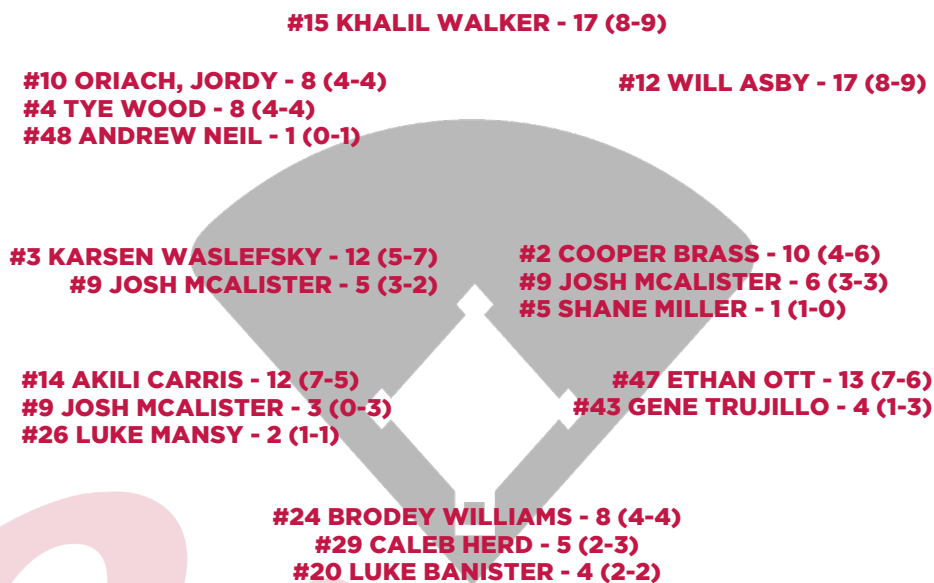 #15 KHALIL WALKER - 17 (8-9)
#10 ORIACH, JORDY - 8 (4-4)
#4 TYE WOOD - 8 (4-4)
#48 ANDREW NEIL - 1 (0-1)
#12 WILL ASBY - 17 (8-9)
#3 KARSEN WASLEFSKY - 12 (5-7)
#9 JOSH MCALISTER - 5 (3-2)
#2 COOPER BRASS - 10 (4-6)
#9 JOSH MCALISTER - 6 (3-3)
#5 SHANE MILLER - 1 (1-0)
#14 AKILI CARRIS - 12 (7-5)
#9 JOSH MCALISTER - 3 (0-3)
#26 LUKE MANSY - 2 (1-1)
#47 ETHAN OTT - 13 (7-6)
#43 GENE TRUJILLO - 4 (1-3)
#24 BRODEY WILLIAMS - 8 (4-4)
#29 CALEB HERD - 5 (2-3)
#20 LUKE BANISTER - 4 (2-2)